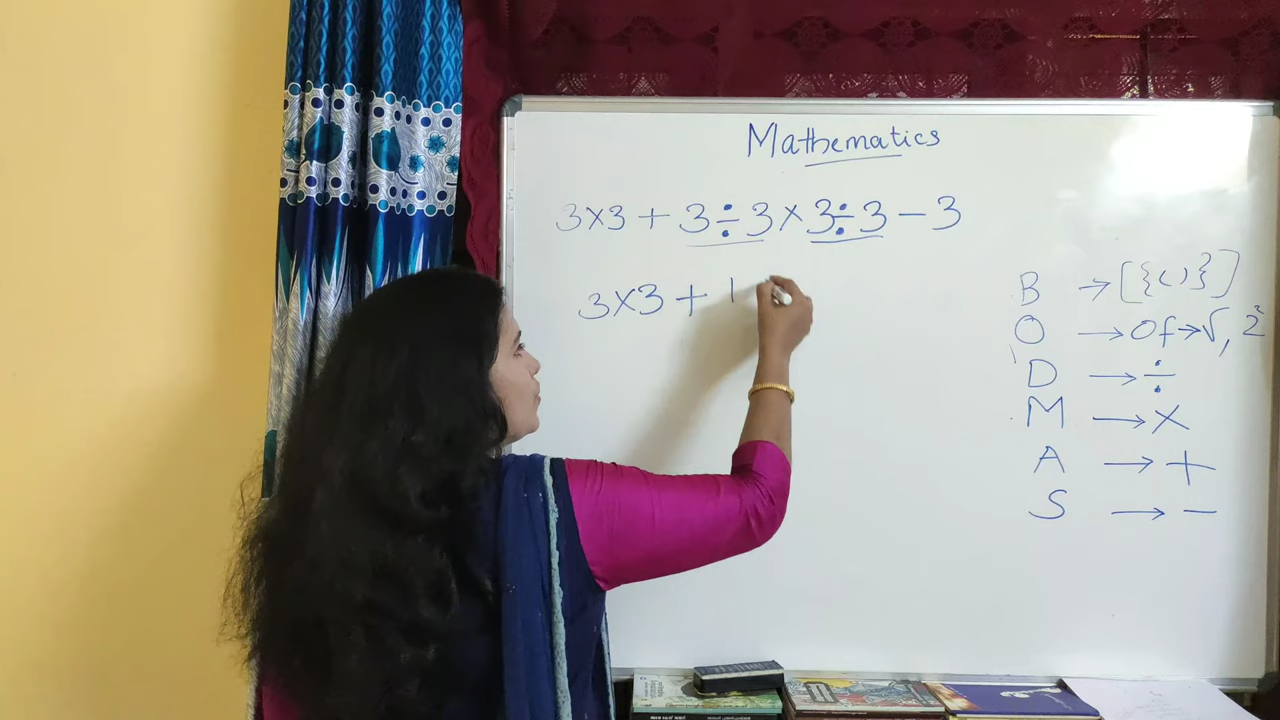 Mathematics
3×3 + 3÷3 × 3÷3 − 3
3×3 + 1
B → [{()}]
O → Of → √, 2²
D → ÷
M → ×
A → +
S → −